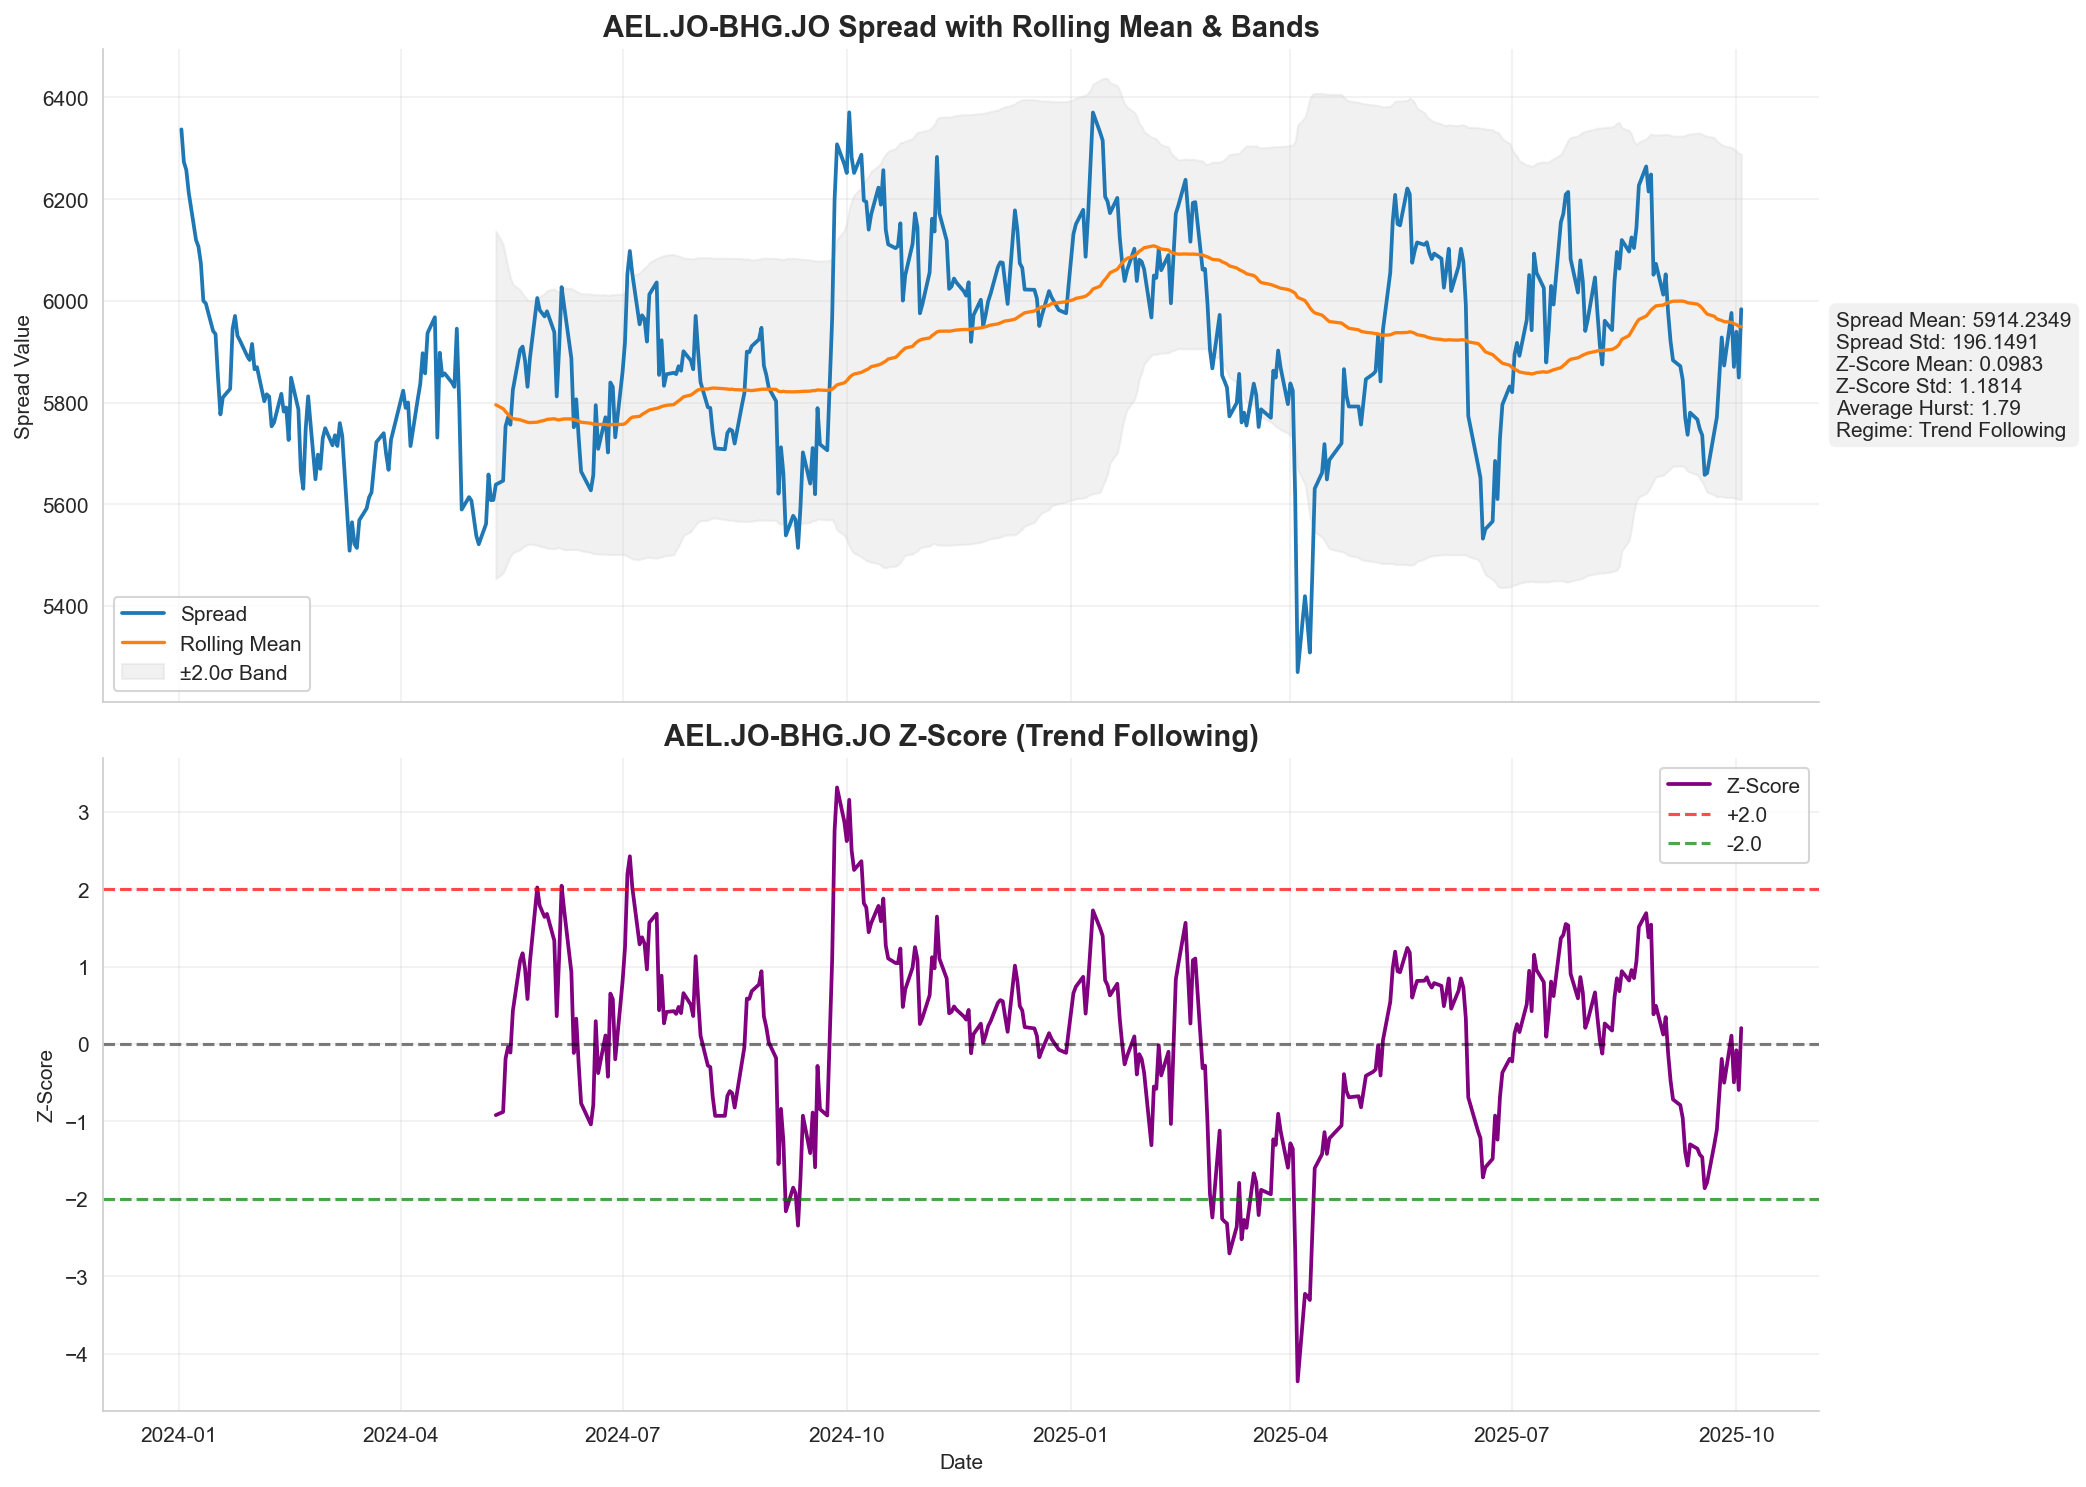 AEL.JO-BHG.JO Spread with Rolling Mean & Bands
Spread Value
6400
6200
6000
5800
5600
5400
Spread
Rolling Mean
±2.0σ Band
Spread Mean: 5914.2349
Spread Std: 196.1491
Z-Score Mean: 0.0983
Z-Score Std: 1.1814
Average Hurst: 1.79
Regime: Trend Following
AEL.JO-BHG.JO Z-Score (Trend Following)
Z-Score
3
2
1
0
−1
−2
−3
−4
Z-Score
+2.0
-2.0
2024-01
2024-04
2024-07
2024-10
2025-01
2025-04
2025-07
2025-10
Date